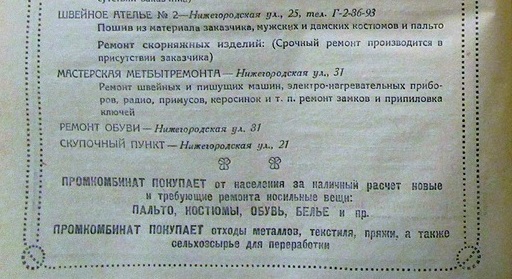 ШВЕЙНОЕ АТЕЛЬЕ № 2—Нижегородская ул., 25, тел. Г-2-36-93
Пошив из материала заказчика, мужских и дамских костюмов и пальто
Ремонт скорняжных изделий: (Срочный ремонт производится в
присутствии заказчика)
МАСТЕРСКАЯ МЕТБЫТРЕМОНТА—Нижегородская ул., 31
Ремонт швейных и пишущих машин, электро-нагревательных прибо-
ров, радио, примусов, керосинок и т. п. ремонт замков и припиловка
ключей
РЕМОНТ ОБУВИ—Нижегородская ул. 31
СКУПОЧНЫЙ ПУНКТ—Нижегородская ул., 21
ПРОМКОМБИНАТ ПОКУПАЕТ от населения за наличный расчет новые
и требующие ремонта носильные вещи:
ПАЛЬТО, КОСТЮМЫ, ОБУВЬ, БЕЛЬЕ и пр.
ПРОМКОМБИНАТ ПОКУПАЕТ отходы металлов, текстиля, пряжи, а также
сельхозсырье для переработки